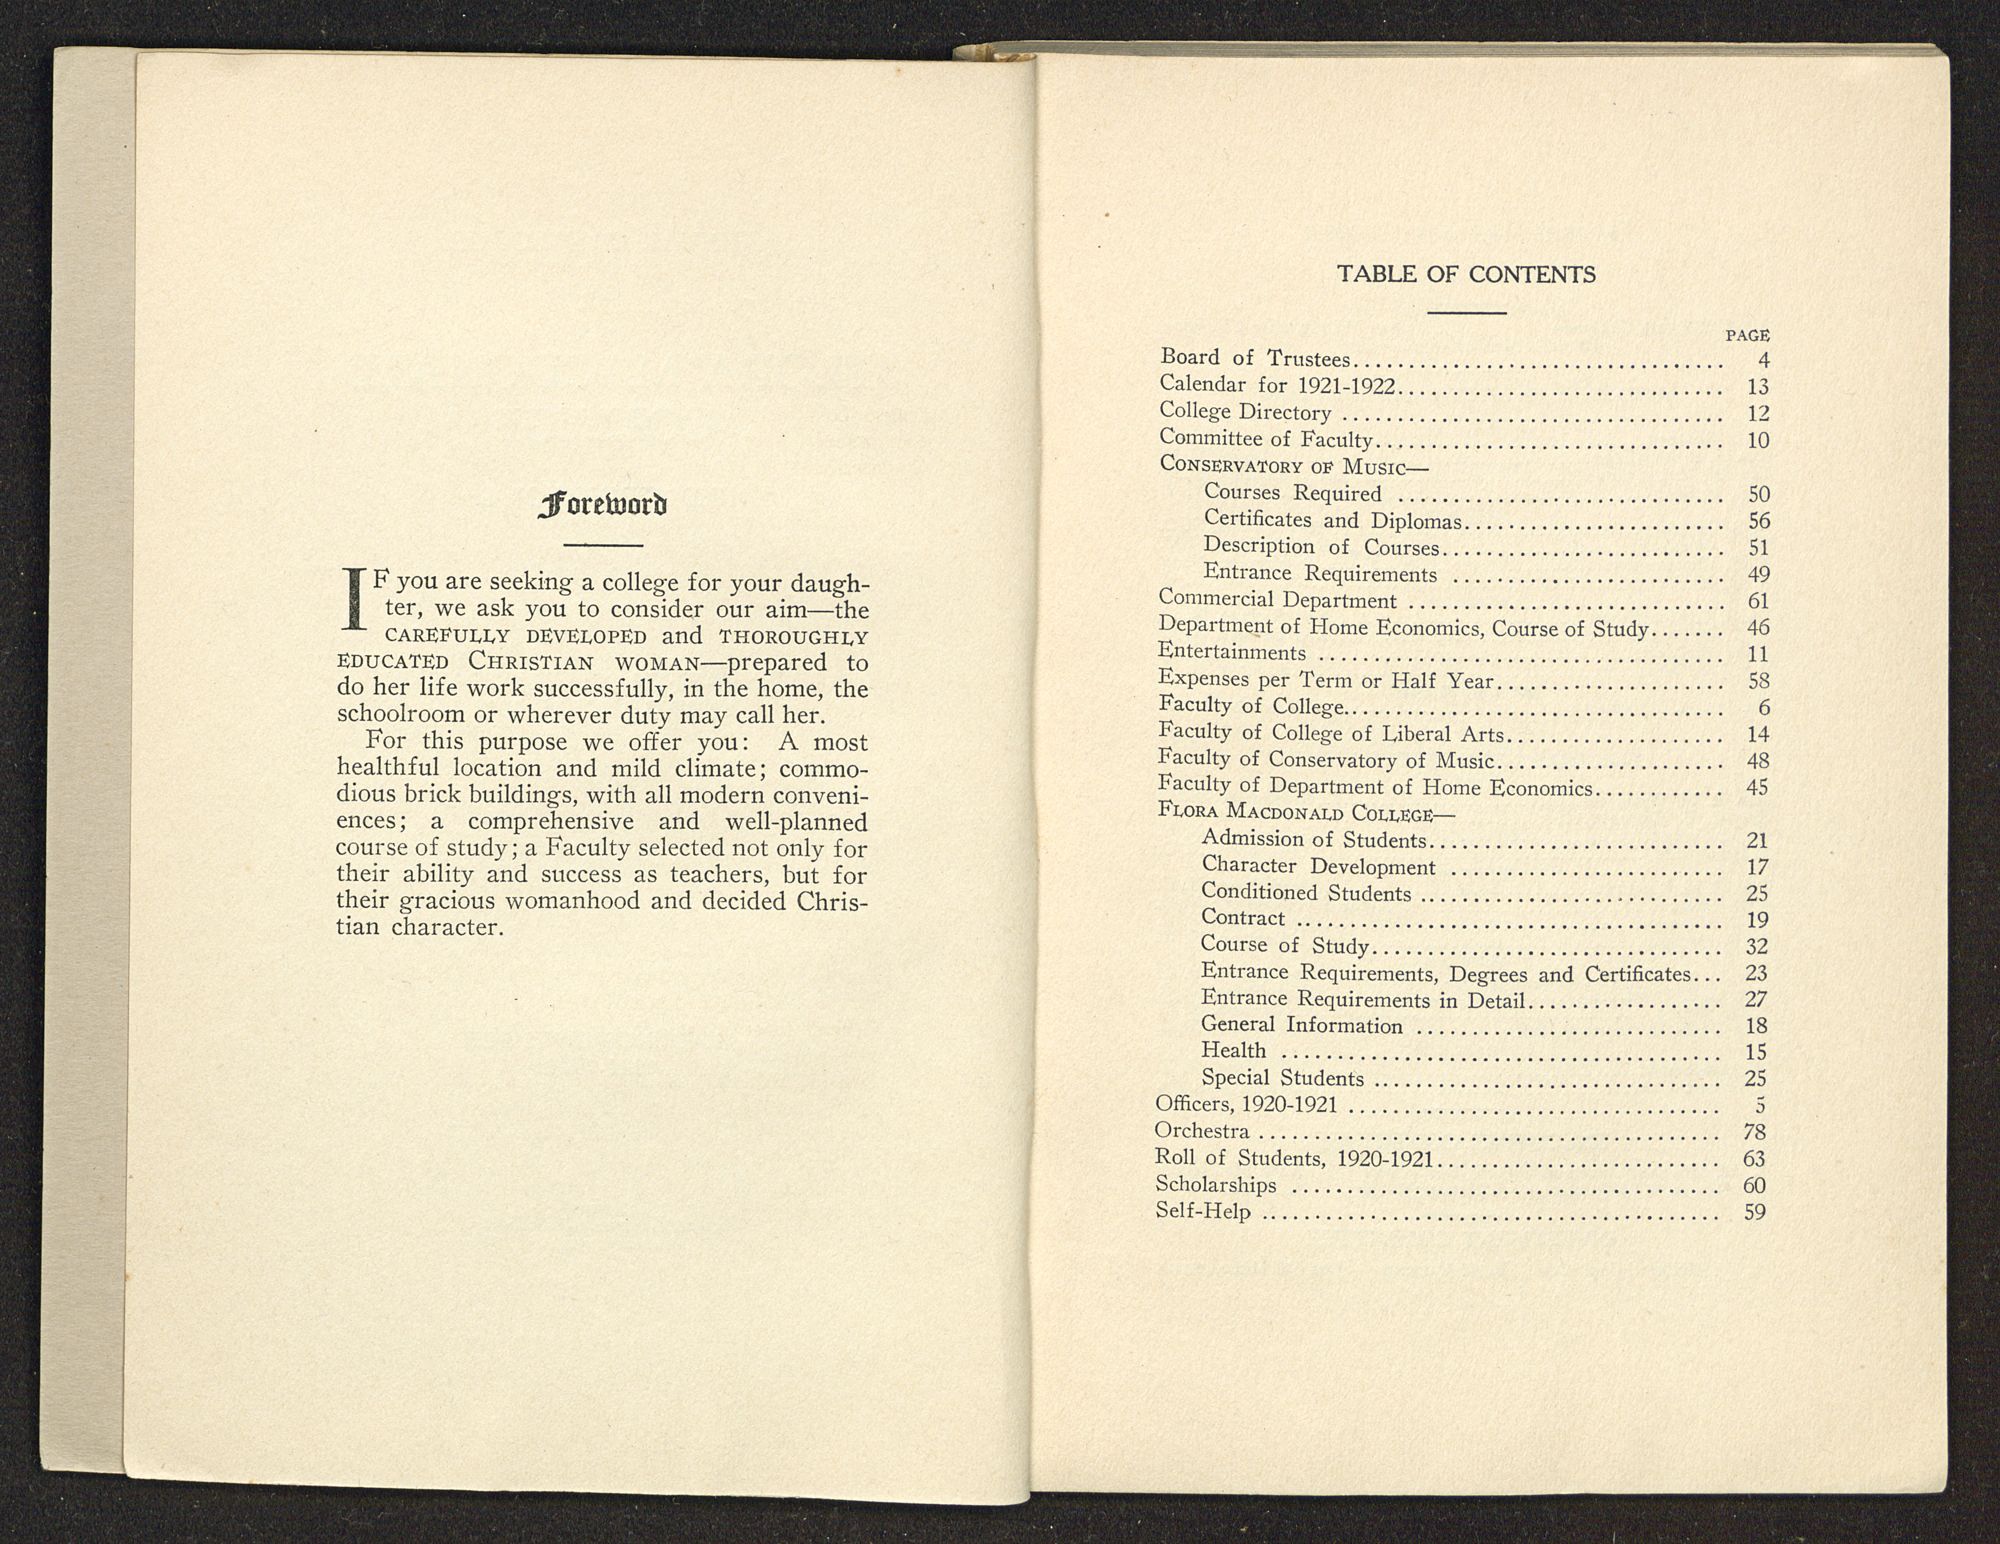 Foreword
IF you are seeking a college for your daugh-
ter, we ask you to consider our aim—the
CAREFULLY DEVELOPED and THOROUGHLY
EDUCATED CHRISTIAN WOMAN—prepared to
do her life work successfully, in the home, the
schoolroom or wherever duty may call her.
For this purpose we offer you: A most
healthful location and mild climate; commo-
dious brick buildings, with all modern conveni-
ences; a comprehensive and well-planned
course of study; a Faculty selected not only for
their ability and success as teachers, but for
their gracious womanhood and decided Chris-
tian character.
TABLE OF CONTENTS
PAGE
Board of Trustees.................................. 4
Calendar for 1921-1922.............................. 13
College Directory ................................... 12
Committee of Faculty................................ 10
CONSERVATORY OF MUSIC—
Courses Required .............................. 50
Certificates and Diplomas........................ 56
Description of Courses.......................... 51
Entrance Requirements ......................... 49
Commercial Department ............................. 61
Department of Home Economics, Course of Study....... 46
Entertainments ..................................... 11
Expenses per Term or Half Year..................... 58
Faculty of College................................... 6
Faculty of College of Liberal Arts.................... 14
Faculty of Conservatory of Music..................... 48
Faculty of Department of Home Economics............ 45
FLORA MACDONALD COLLEGE—
Admission of Students........................... 21
Character Development ......................... 17
Conditioned Students ............................ 25
Contract ....................................... 19
Course of Study................................ 32
Entrance Requirements, Degrees and Certificates... 23
Entrance Requirements in Detail.................. 27
General Information ............................ 18
Health ........................................ 15
Special Students ................................ 25
Officers, 1920-1921 .................................. 5
Orchestra .......................................... 78
Roll of Students, 1920-1921.......................... 63
Scholarships ....................................... 60
Self-Help .......................................... 59